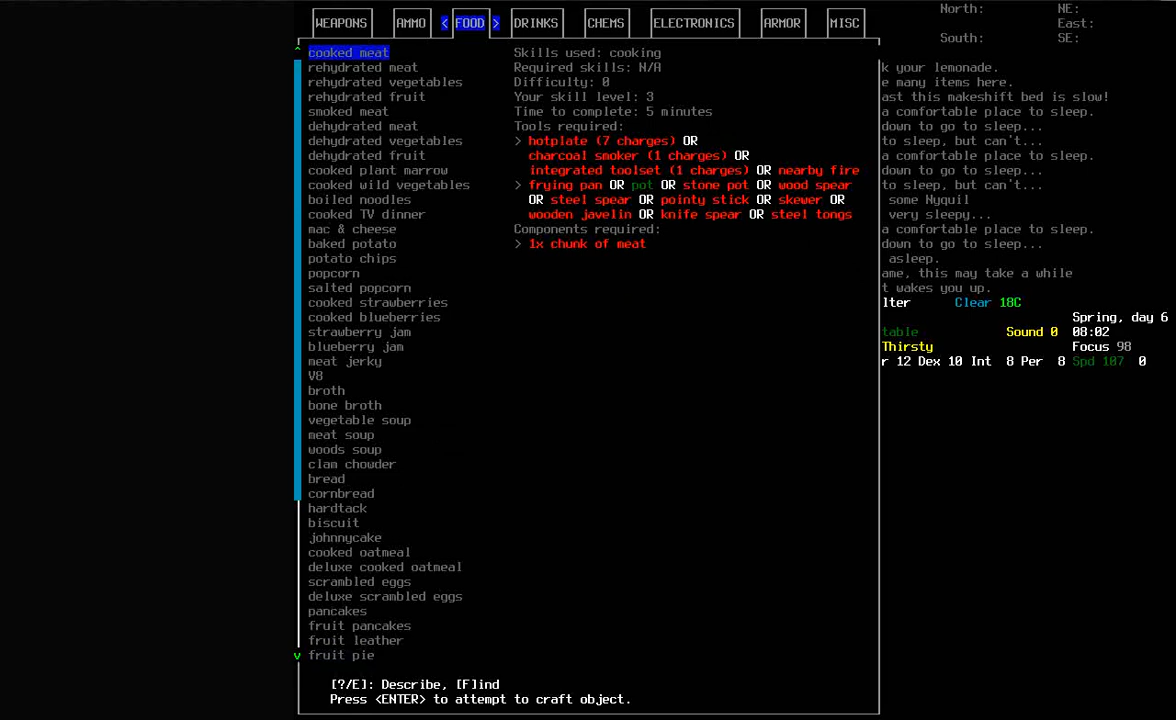 WEAPONS AMMO < FOOD > DRINKS CHEMS ELECTRONICS ARMOR MISC
^ cooked meat
rehydrated meat
rehydrated vegetables
rehydrated fruit
smoked meat
dehydrated meat
dehydrated vegetables
dehydrated fruit
cooked plant marrow
cooked wild vegetables
boiled noodles
cooked TV dinner
mac & cheese
baked potato
potato chips
popcorn
salted popcorn
cooked strawberries
cooked blueberries
strawberry jam
blueberry jam
meat jerky
V8
broth
bone broth
vegetable soup
meat soup
woods soup
clam chowder
bread
cornbread
hardtack
biscuit
johnnycake
cooked oatmeal
deluxe cooked oatmeal
scrambled eggs
deluxe scrambled eggs
pancakes
fruit pancakes
fruit leather
v fruit pie
Skills used: cooking
Required skills: N/A
Difficulty: 0
Your skill level: 3
Time to complete: 5 minutes
Tools required:
> hotplate (7 charges) OR
charcoal smoker (1 charges) OR
integrated toolset (1 charges) OR nearby fire
> frying pan OR pot OR stone pot OR wood spear
OR steel spear OR pointy stick OR skewer OR
wooden javelin OR knife spear OR steel tongs
Components required:
> 1x chunk of meat
[?/E]: Describe, [F]ind
Press <ENTER> to attempt to craft object.
North: NE:
East:
South: SE:
k your lemonade.
e many items here.
ast this makeshift bed is slow!
a comfortable place to sleep.
down to go to sleep...
to sleep, but can't...
a comfortable place to sleep.
down to go to sleep...
to sleep, but can't...
some Nyquil
very sleepy...
a comfortable place to sleep.
down to go to sleep...
asleep.
ame, this may take a while
t wakes you up.
lter Clear 18C
Spring, day 6
table Sound 0 08:02
Thirsty Focus 98
r 12 Dex 10 Int 8 Per 8 Spd 107 0